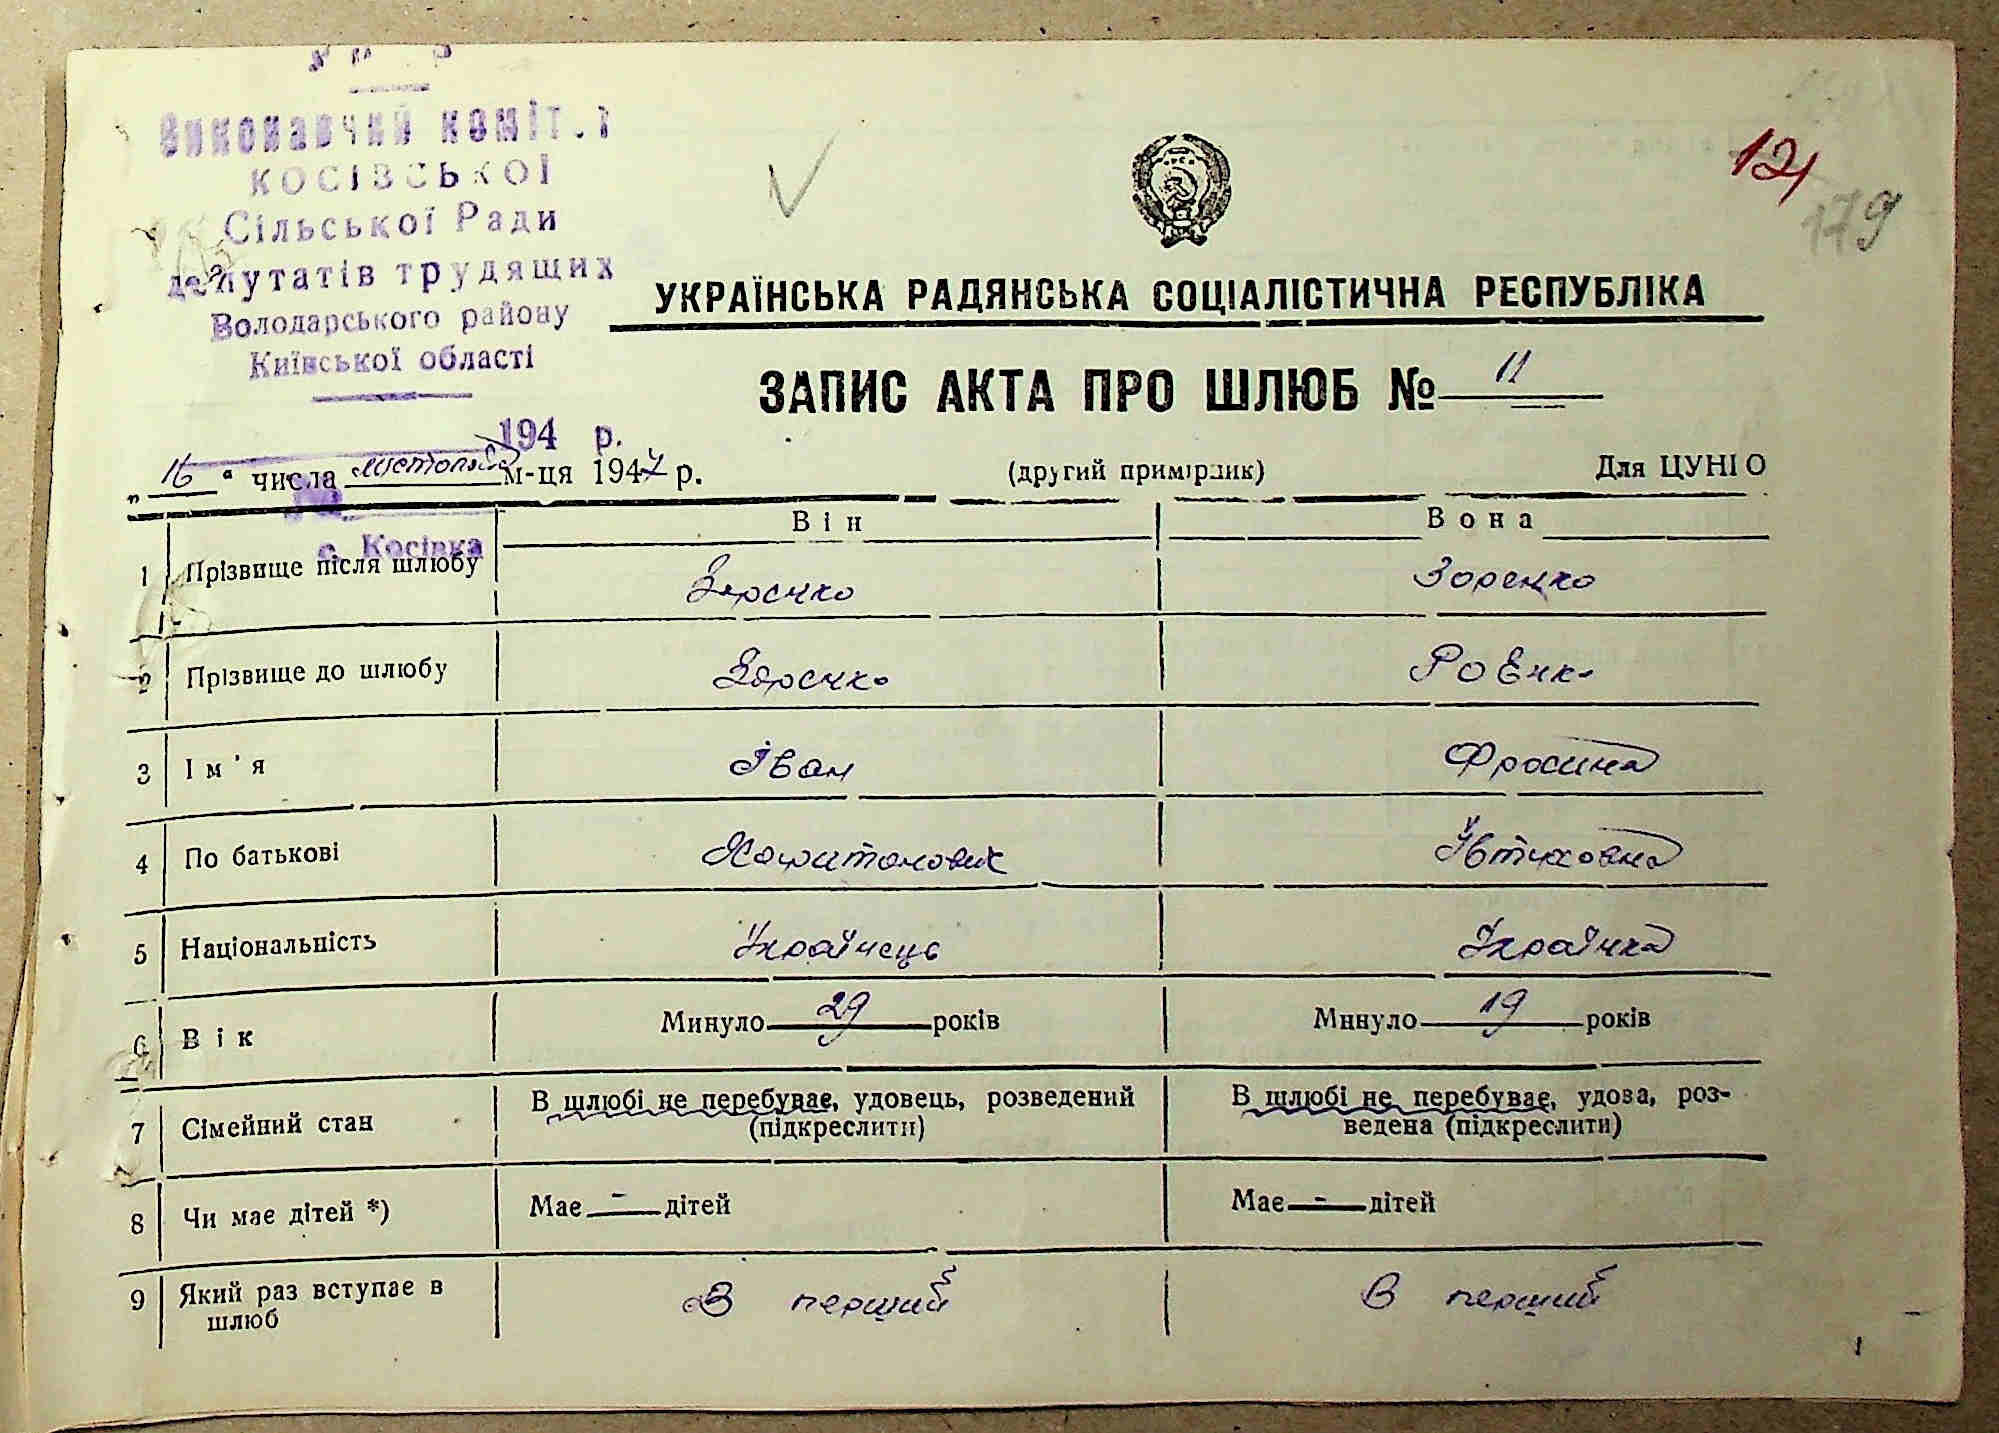 У Р С Р
Виконавчий коміт.т
КОСІВСЬКОЇ
Сільської Ради
депутатів трудящих
Володарського району
Київської області
194 р.
с. Косівка
12
179
УКРАЇНСЬКА РАДЯНСЬКА СОЦІАЛІСТИЧНА РЕСПУБЛІКА
ЗАПИС АКТА ПРО ШЛЮБ № 11
„ 16 “ числа листопада м-ця 1947 р. (другий примірник) Для ЦУНІО
Він Вона
1 Прізвище після шлюбу Зоренко Зоренко
2 Прізвище до шлюбу Зоренко Роєнко
3 Ім'я Іван Фросина
4 По батькові Харитонович Явтуховна
5 Національність Українець Українка
6 Вік Минуло 29 років Минуло 19 років
7 Сімейний стан В шлюбі не перебуває, удовець, розведений В шлюбі не перебуває, удова, роз-
(підкреслити) ведена (підкреслити)
8 Чи має дітей *) Має - дітей Має - дітей
9 Який раз вступає в В перший В перший
шлюб